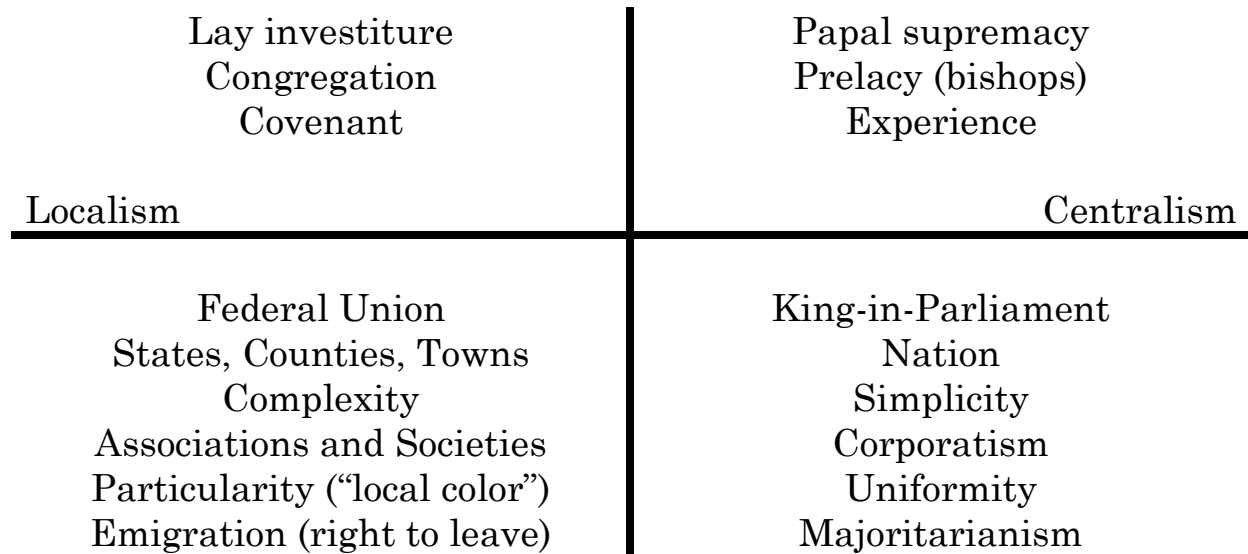 Lay investiture
Congregation
Covenant
Papal supremacy
Prelacy (bishops)
Experience
Localism
Centralism
Federal Union
States, Counties, Towns
Complexity
Associations and Societies
Particularity (“local color”)
Emigration (right to leave)
King-in-Parliament
Nation
Simplicity
Corporatism
Uniformity
Majoritarianism